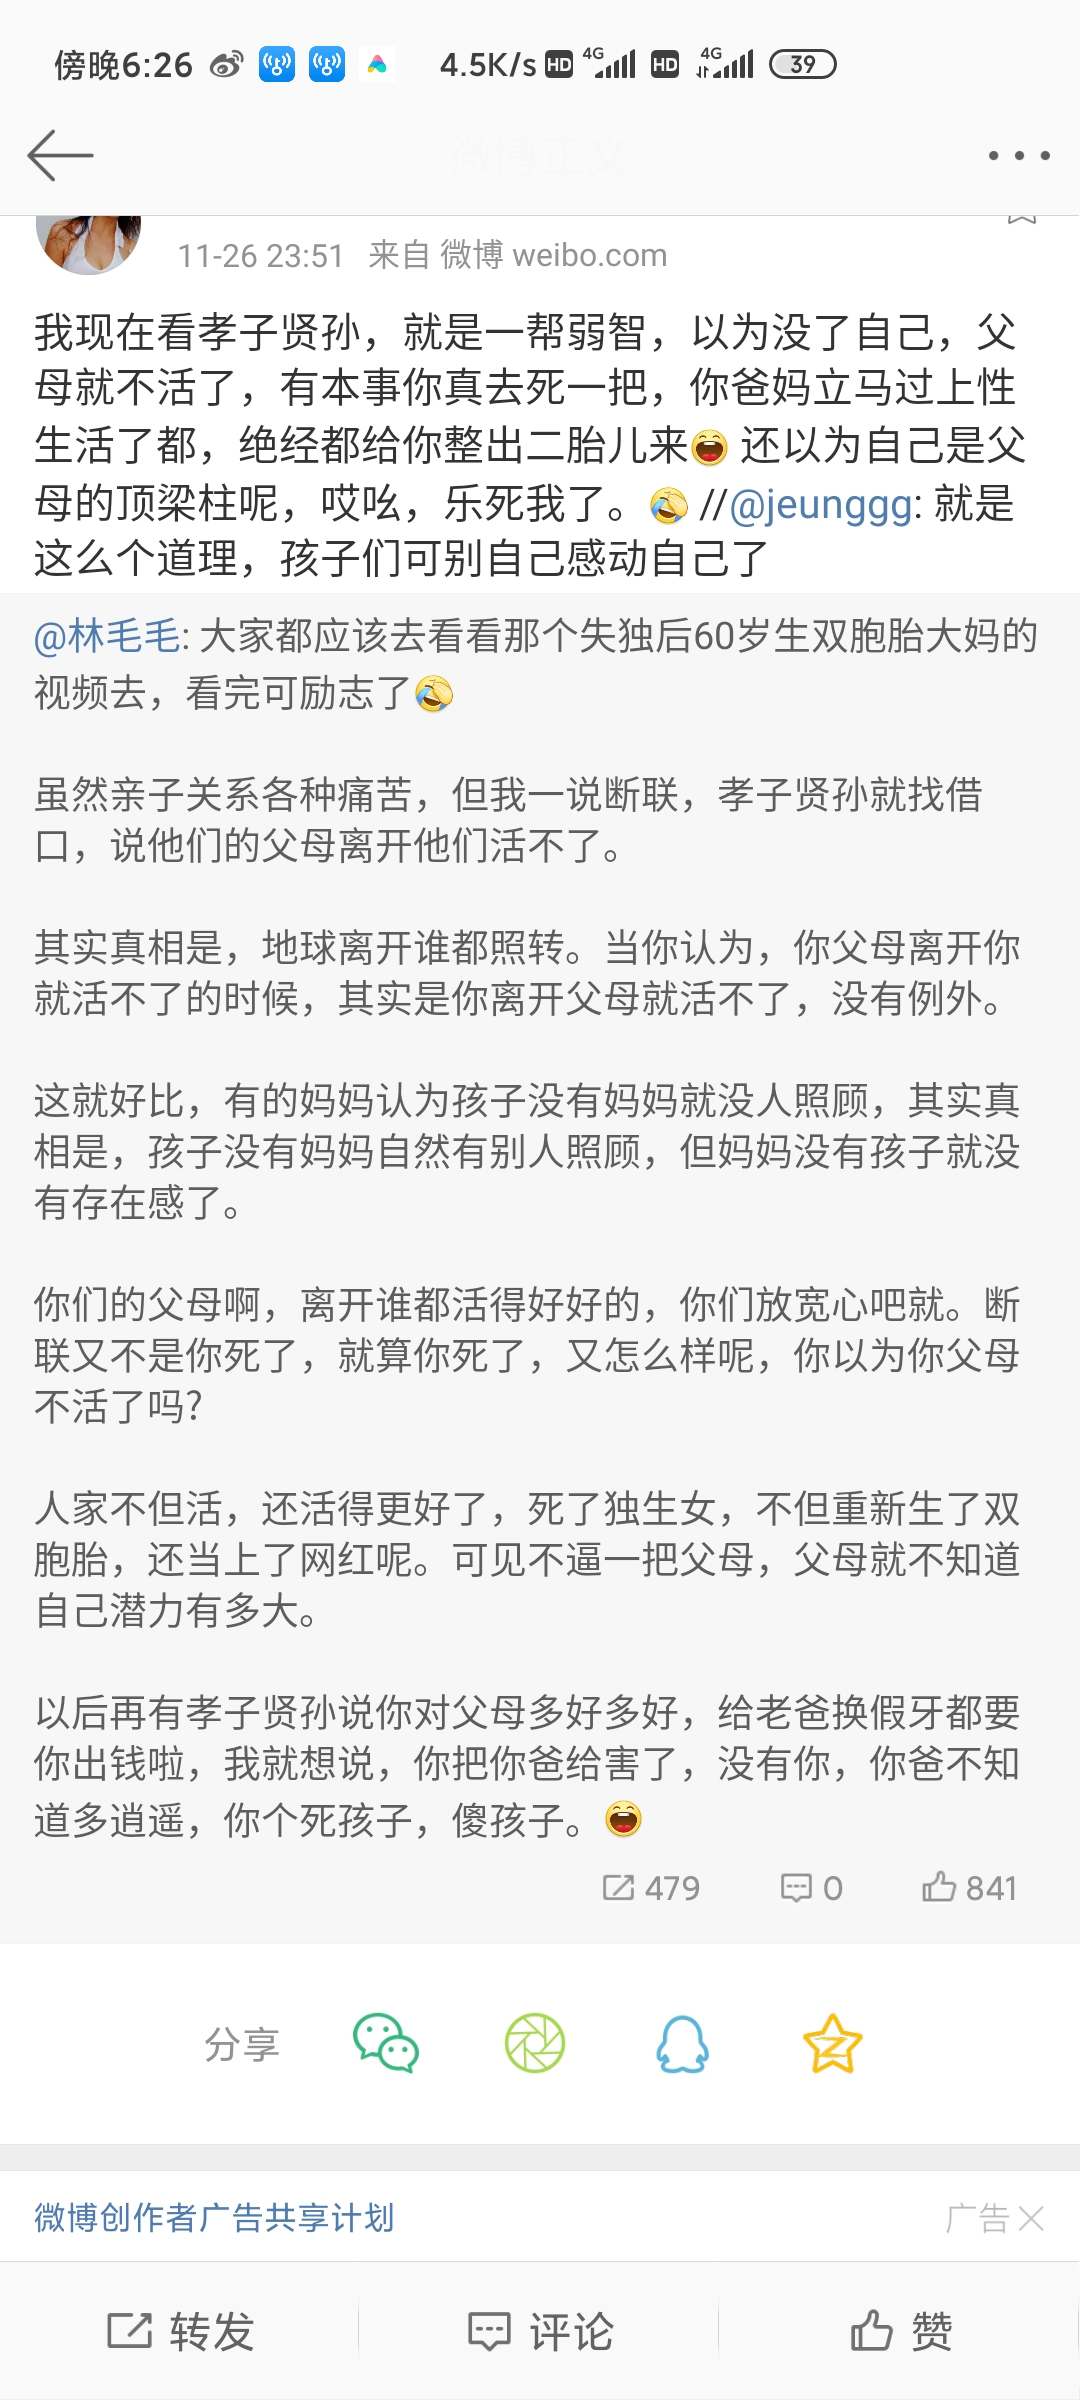 傍晚6:26 4.5K/s HD 4G HD 4G 39
微博正文
11-26 23:51 来自 微博 weibo.com
我现在看孝子贤孙，就是一帮弱智，以为没了自己，父
母就不活了，有本事你真去死一把，你爸妈立马过上性
生活了都，绝经都给你整出二胎儿来 还以为自己是父
母的顶梁柱呢，哎吆，乐死我了。 //@jeunggg: 就是
这么个道理，孩子们可别自己感动自己了
@林毛毛: 大家都应该去看看那个失独后60岁生双胞胎大妈的
视频去，看完可励志了
虽然亲子关系各种痛苦，但我一说断联，孝子贤孙就找借
口，说他们的父母离开他们活不了。
其实真相是，地球离开谁都照转。当你认为，你父母离开你
就活不了的时候，其实是你离开父母就活不了，没有例外。
这就好比，有的妈妈认为孩子没有妈妈就没人照顾，其实真
相是，孩子没有妈妈自然有别人照顾，但妈妈没有孩子就没
有存在感了。
你们的父母啊，离开谁都活得好好的，你们放宽心吧就。断
联又不是你死了，就算你死了，又怎么样呢，你以为你父母
不活了吗?
人家不但活，还活得更好了，死了独生女，不但重新生了双
胞胎，还当上了网红呢。可见不逼一把父母，父母就不知道
自己潜力有多大。
以后再有孝子贤孙说你对父母多好多好，给老爸换假牙都要
你出钱啦，我就想说，你把你爸给害了，没有你，你爸不知
道多逍遥，你个死孩子，傻孩子。
479 0 841
分享
微博创作者广告共享计划 广告
转发 评论 赞